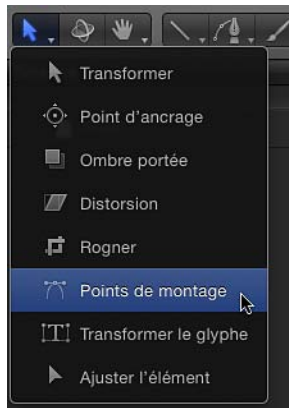 Transformer
Point d'ancrage
Ombre portée
Distorsion
Rogner
Points de montage
Transformer le glyphe
Ajuster l'élément